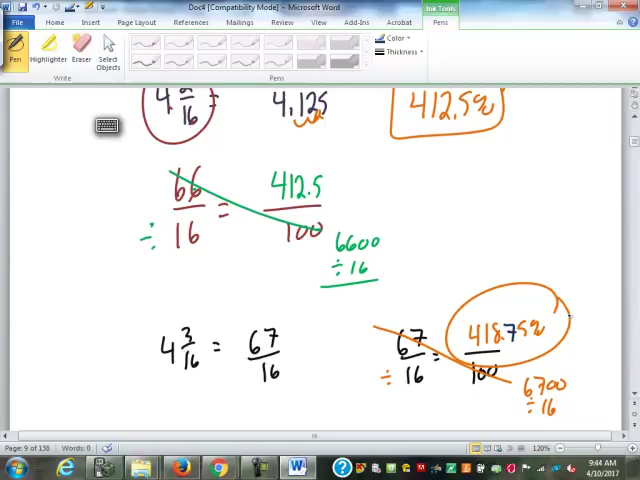 Doc4 [Compatibility Mode] - Microsoft Word
Ink Tools
File Home Insert Page Layout References Mailings Review View Add-Ins Acrobat Pens
Pen Highlighter Eraser Select Objects
Color
Thickness
Write
Pens
4 2/16 = 4.125 412.5%
66/16 = 412.5/100
÷
6600
÷ 16
4 3/16 = 67/16
67/16 = 418.75%/100
÷
6700
÷ 16
Page: 9 of 138 Words: 0 120%
9:44 AM
4/10/2017